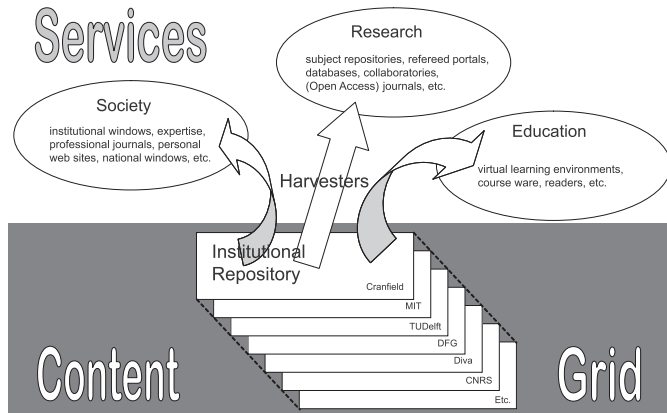 Services
Research
subject repositories, refereed portals,
databases, collaboratories,
(Open Access) journals, etc.
Society
institutional windows, expertise,
professional journals, personal
web sites, national windows, etc.
Education
virtual learning environments,
course ware, readers, etc.
Harvesters
Institutional
Repository
Cranfield
MIT
TUDelft
DFG
Diva
CNRS
Etc.
Content
Grid